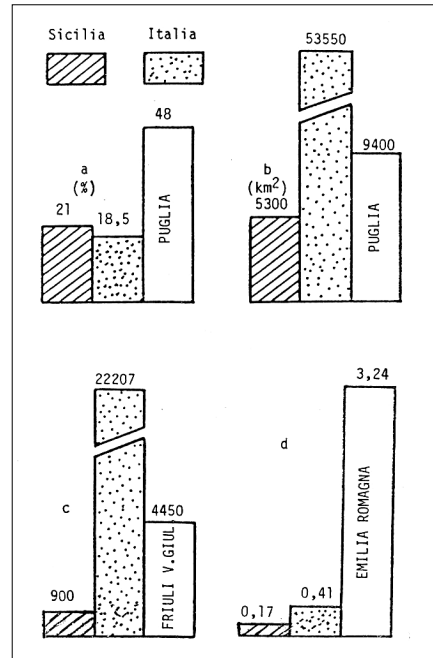 Sicilia Italia
a
(%)
21
18,5
48
PUGLIA
b
(km²)
5300
53550
9400
PUGLIA
c
900
22207
4450
FRIULI V.GIUL.
d
0,17
0,41
3,24
EMILIA ROMAGNA